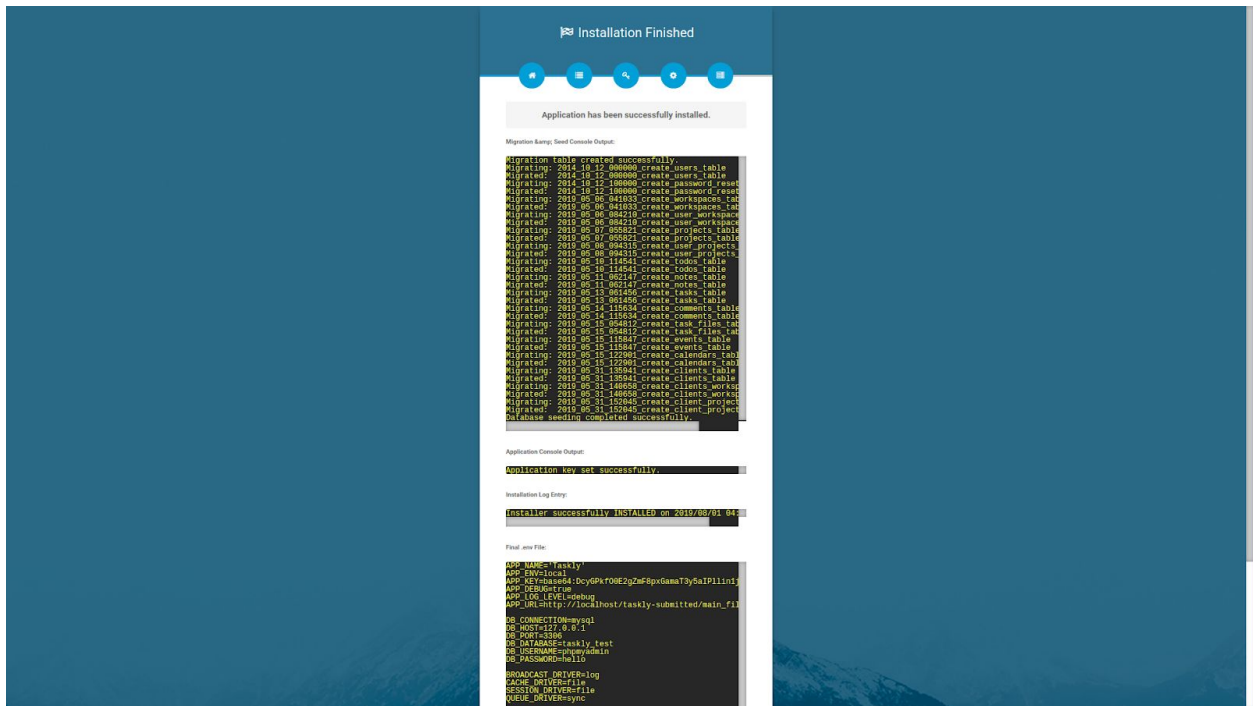 Installation Finished
Application has been successfully installed.
Migration &amp; Seed Console Output:
Migration table created successfully.
Migrating: 2014_10_12_000000_create_users_table
Migrated:  2014_10_12_000000_create_users_table
Migrating: 2014_10_12_100000_create_password_reset
Migrated:  2014_10_12_100000_create_password_reset
Migrating: 2019_05_06_041033_create_workspaces_tab
Migrated:  2019_05_06_041033_create_workspaces_tab
Migrating: 2019_05_06_084210_create_user_workspace
Migrated:  2019_05_06_084210_create_user_workspace
Migrating: 2019_05_07_055821_create_projects_table
Migrated:  2019_05_07_055821_create_projects_table
Migrating: 2019_05_08_094315_create_user_projects_
Migrated:  2019_05_08_094315_create_user_projects_
Migrating: 2019_05_10_114541_create_todos_table
Migrated:  2019_05_10_114541_create_todos_table
Migrating: 2019_05_11_062147_create_notes_table
Migrated:  2019_05_11_062147_create_notes_table
Migrating: 2019_05_13_061456_create_tasks_table
Migrated:  2019_05_13_061456_create_tasks_table
Migrating: 2019_05_14_115634_create_comments_table
Migrated:  2019_05_14_115634_create_comments_table
Migrating: 2019_05_15_054812_create_task_files_tab
Migrated:  2019_05_15_054812_create_task_files_tab
Migrating: 2019_05_15_115847_create_events_table
Migrated:  2019_05_15_115847_create_events_table
Migrating: 2019_05_15_122901_create_calendars_tabl
Migrated:  2019_05_15_122901_create_calendars_tabl
Migrating: 2019_05_31_135941_create_clients_table
Migrated:  2019_05_31_135941_create_clients_table
Migrating: 2019_05_31_140658_create_clients_worksp
Migrated:  2019_05_31_140658_create_clients_worksp
Migrating: 2019_05_31_152045_create_client_project
Migrated:  2019_05_31_152045_create_client_project
Database seeding completed successfully.
Application Console Output:
Application key set successfully.
Installation Log Entry:
Installer successfully INSTALLED on 2019/08/01 04:
Final .env File:
APP_NAME='Taskly'
APP_ENV=local
APP_KEY=base64:DcyGPkfO0E2gZmF8pxGamaT3y5aIPllin1j
APP_DEBUG=true
APP_LOG_LEVEL=debug
APP_URL=http://localhost/taskly-submitted/main_fil
DB_CONNECTION=mysql
DB_HOST=127.0.0.1
DB_PORT=3306
DB_DATABASE=taskly_test
DB_USERNAME=phpmyadmin
DB_PASSWORD=hello
BROADCAST_DRIVER=log
CACHE_DRIVER=file
SESSION_DRIVER=file
QUEUE_DRIVER=sync